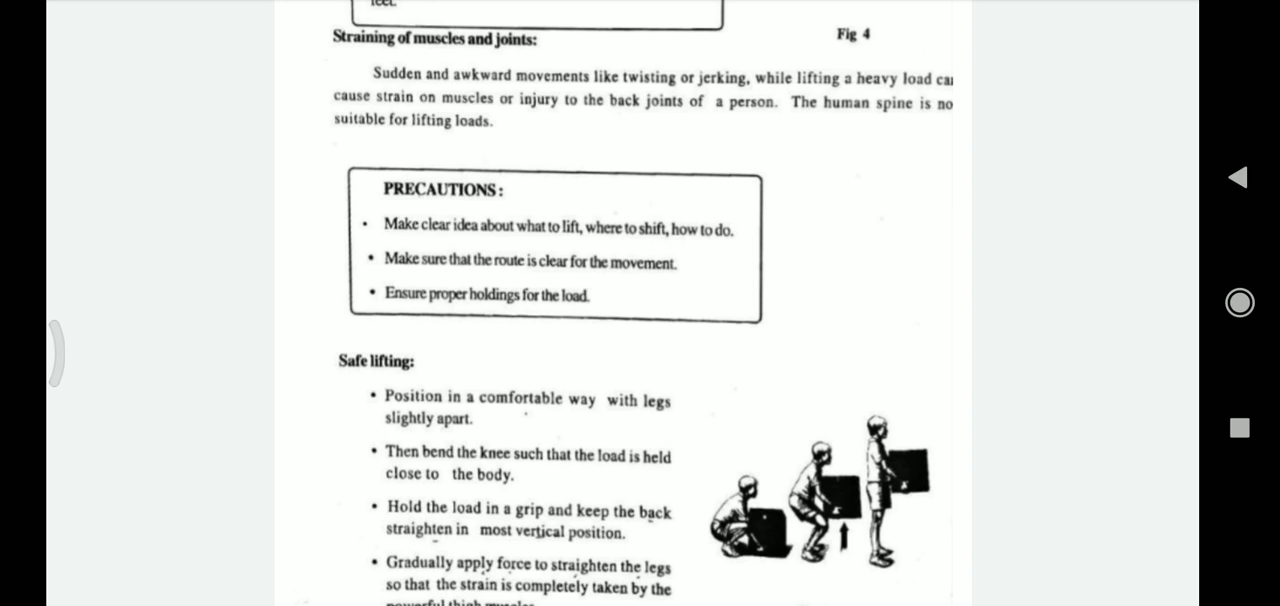 feet.
Fig 4
Straining of muscles and joints:
Sudden and awkward movements like twisting or jerking, while lifting a heavy load ca
cause strain on muscles or injury to the back joints of a person. The human spine is no
suitable for lifting loads.
PRECAUTIONS:
• Make clear idea about what to lift, where to shift, how to do.
• Make sure that the route is clear for the movement.
• Ensure proper holdings for the load.
Safe lifting:
• Position in a comfortable way with legs
slightly apart.
• Then bend the knee such that the load is held
close to the body.
• Hold the load in a grip and keep the back
straighten in most vertical position.
• Gradually apply force to straighten the legs
so that the strain is completely taken by the
powerful thigh muscles